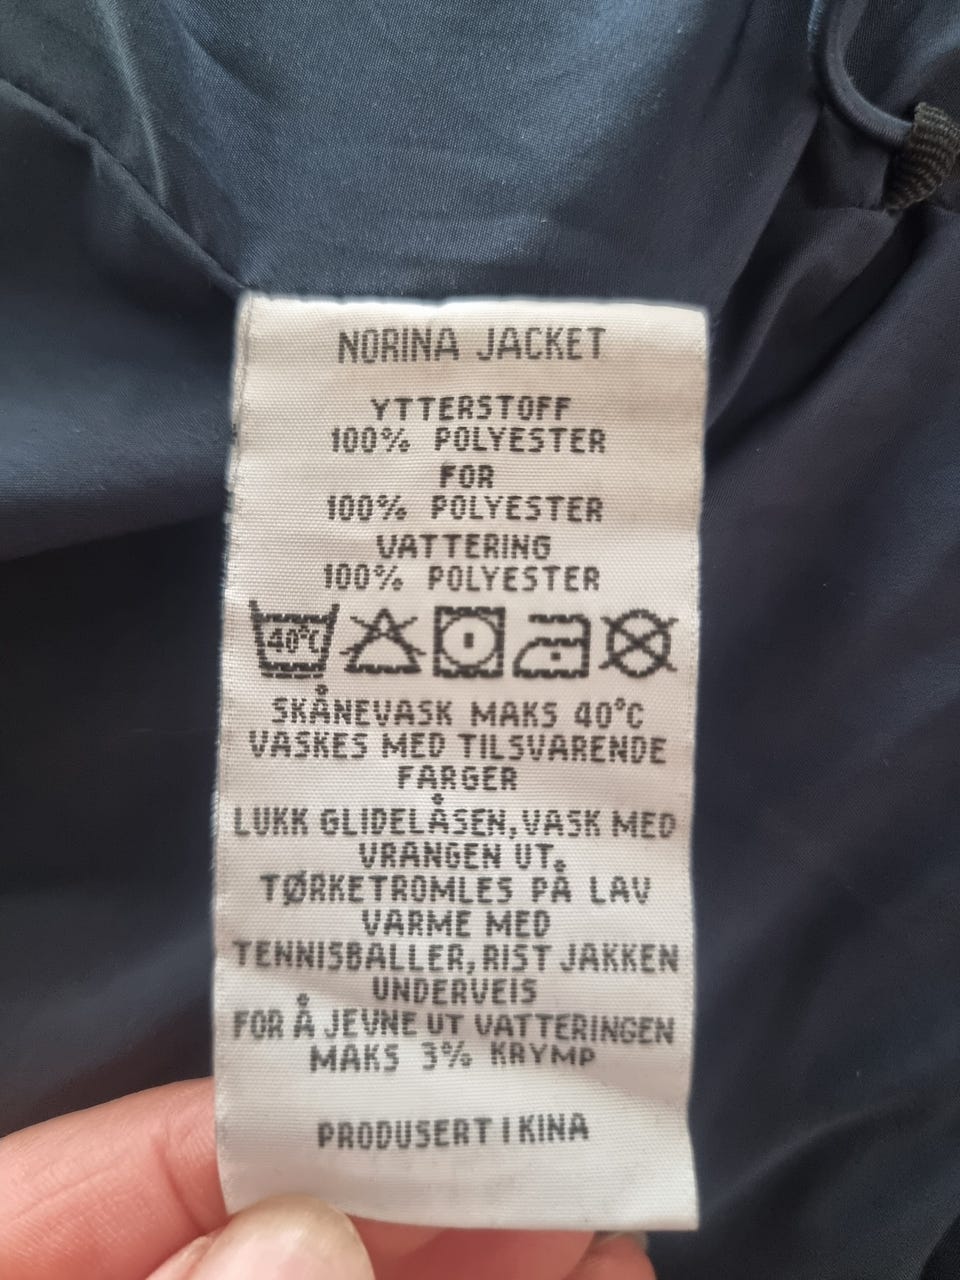 NORINA JACKET
YTTERSTOFF
100% POLYESTER
FOR
100% POLYESTER
VATTERING
100% POLYESTER
40°C
SKÅNEVASK MAKS 40°C
VASKES MED TILSVARENDE
FARGER
LUKK GLIDELÅSEN, VASK MED
VRANGEN UT.
TØRKETROMLES PÅ LAV
VARME MED
TENNISBALLER, RIST JAKKEN
UNDERVEIS
FOR Å JEVNE UT VATTERINGEN
MAKS 3% KRYMP
PRODUSERT I KINA